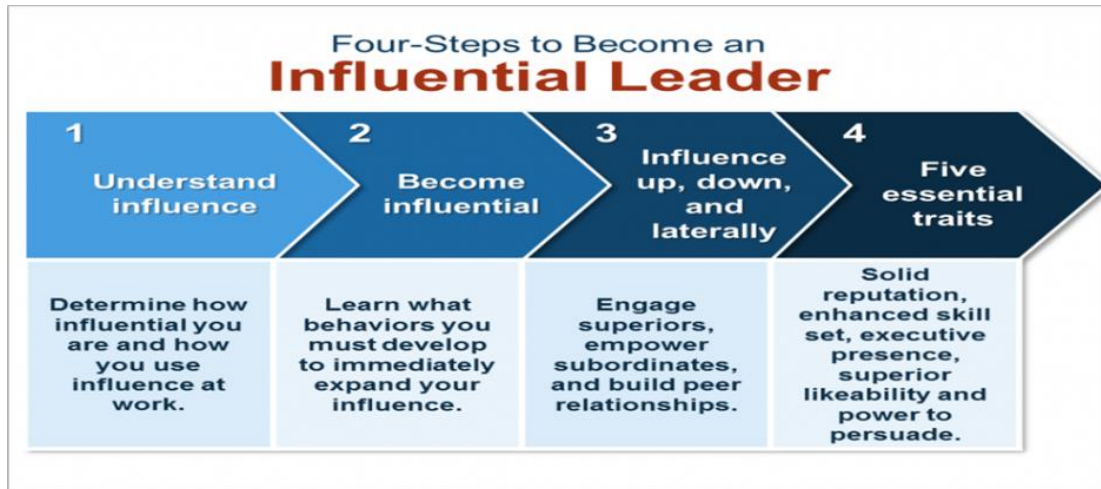 Four-Steps to Become an
Influential Leader
1
Understand
influence
2
Become
influential
3
Influence
up, down,
and
laterally
4
Five
essential
traits
Determine how
influential you
are and how
you use
influence at
work.
Learn what
behaviors you
must develop
to immediately
expand your
influence.
Engage
superiors,
empower
subordinates,
and build peer
relationships.
Solid
reputation,
enhanced skill
set, executive
presence,
superior
likeability and
power to
persuade.